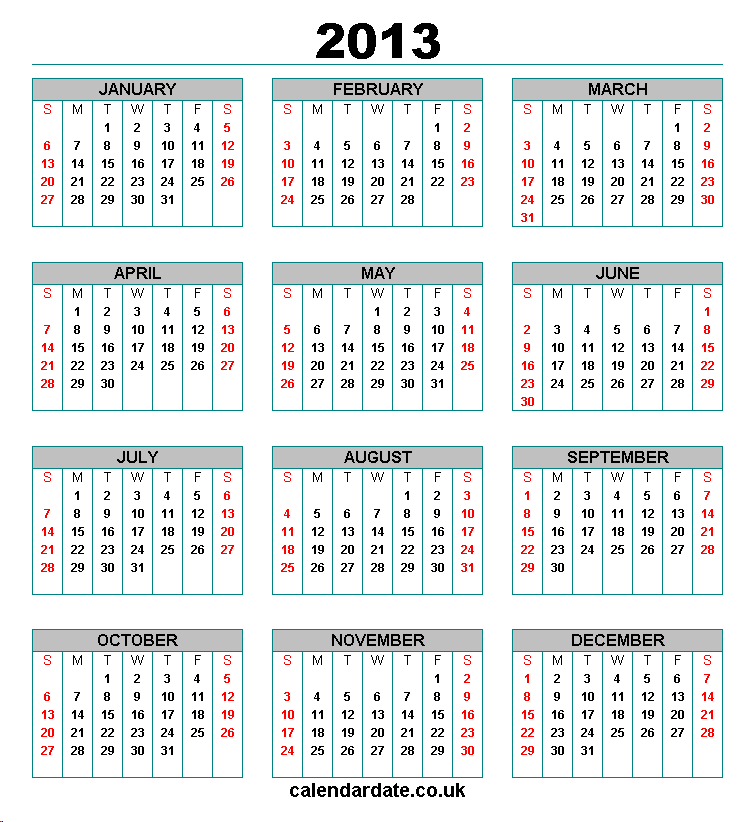 2013
JANUARY FEBRUARY MARCH
S M T W T F S S M T W T F S S M T W T F S
1 2 3 4 5 1 2 1 2
6 7 8 9 10 11 12 3 4 5 6 7 8 9 3 4 5 6 7 8 9
13 14 15 16 17 18 19 10 11 12 13 14 15 16 10 11 12 13 14 15 16
20 21 22 23 24 25 26 17 18 19 20 21 22 23 17 18 19 20 21 22 23
27 28 29 30 31 24 25 26 27 28 24 25 26 27 28 29 30
31
APRIL MAY JUNE
S M T W T F S S M T W T F S S M T W T F S
1 2 3 4 5 6 1 2 3 4 1
7 8 9 10 11 12 13 5 6 7 8 9 10 11 2 3 4 5 6 7 8
14 15 16 17 18 19 20 12 13 14 15 16 17 18 9 10 11 12 13 14 15
21 22 23 24 25 26 27 19 20 21 22 23 24 25 16 17 18 19 20 21 22
28 29 30 26 27 28 29 30 31 23 24 25 26 27 28 29
30
JULY AUGUST SEPTEMBER
S M T W T F S S M T W T F S S M T W T F S
1 2 3 4 5 6 1 2 3 1 2 3 4 5 6 7
7 8 9 10 11 12 13 4 5 6 7 8 9 10 8 9 10 11 12 13 14
14 15 16 17 18 19 20 11 12 13 14 15 16 17 15 16 17 18 19 20 21
21 22 23 24 25 26 27 18 19 20 21 22 23 24 22 23 24 25 26 27 28
28 29 30 31 25 26 27 28 29 30 31 29 30
OCTOBER NOVEMBER DECEMBER
S M T W T F S S M T W T F S S M T W T F S
1 2 3 4 5 1 2 1 2 3 4 5 6 7
6 7 8 9 10 11 12 3 4 5 6 7 8 9 8 9 10 11 12 13 14
13 14 15 16 17 18 19 10 11 12 13 14 15 16 15 16 17 18 19 20 21
20 21 22 23 24 25 26 17 18 19 20 21 22 23 22 23 24 25 26 27 28
27 28 29 30 31 24 25 26 27 28 29 30 29 30 31
calendardate.co.uk